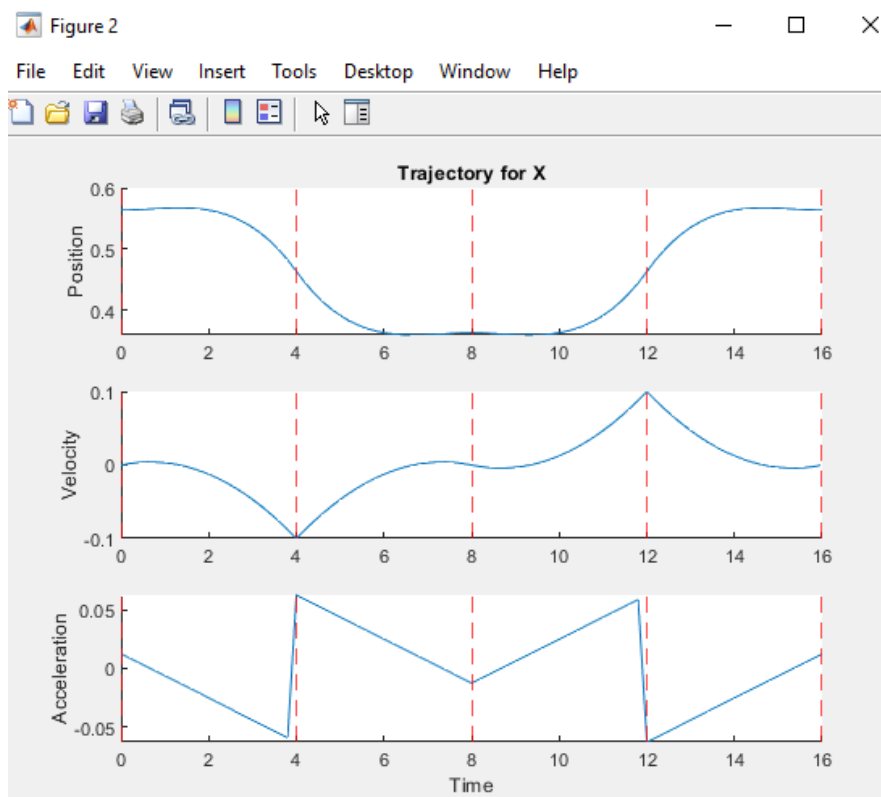 Figure 2
File Edit View Insert Tools Desktop Window Help
Trajectory for X
0.6
0.5
0.4
Position
0 2 4 6 8 10 12 14 16
0.1
0
-0.1
Velocity
0 2 4 6 8 10 12 14 16
0.05
0
-0.05
Acceleration
0 2 4 6 8 10 12 14 16
Time